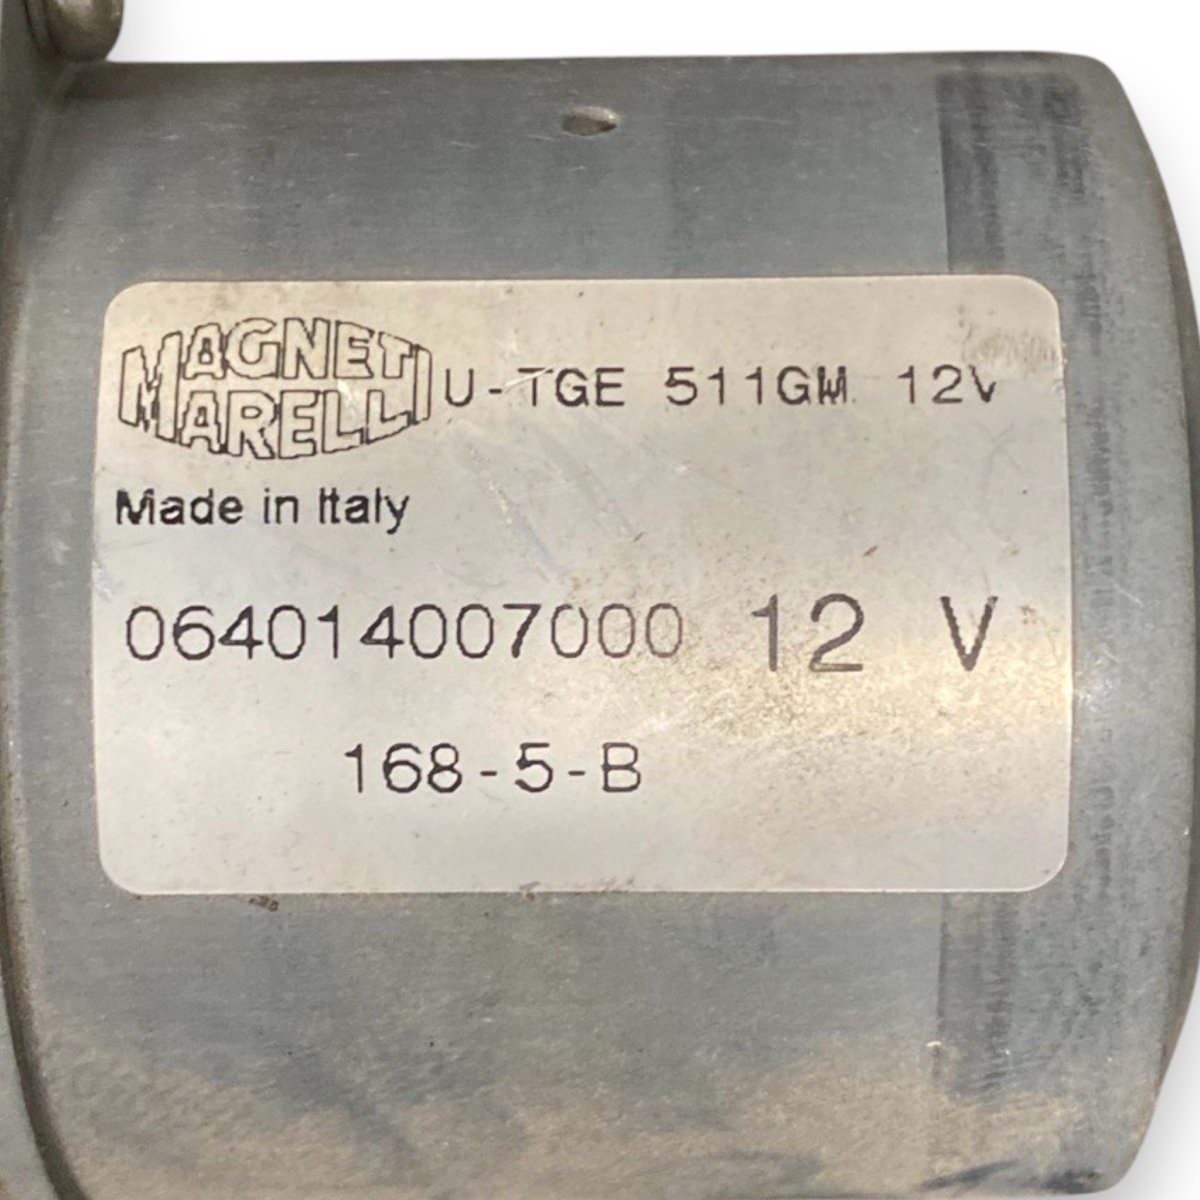 MAGNETI
MARELLI
U-TGE 511GM 12V
Made in Italy
064014007000 12 V
168-5-B